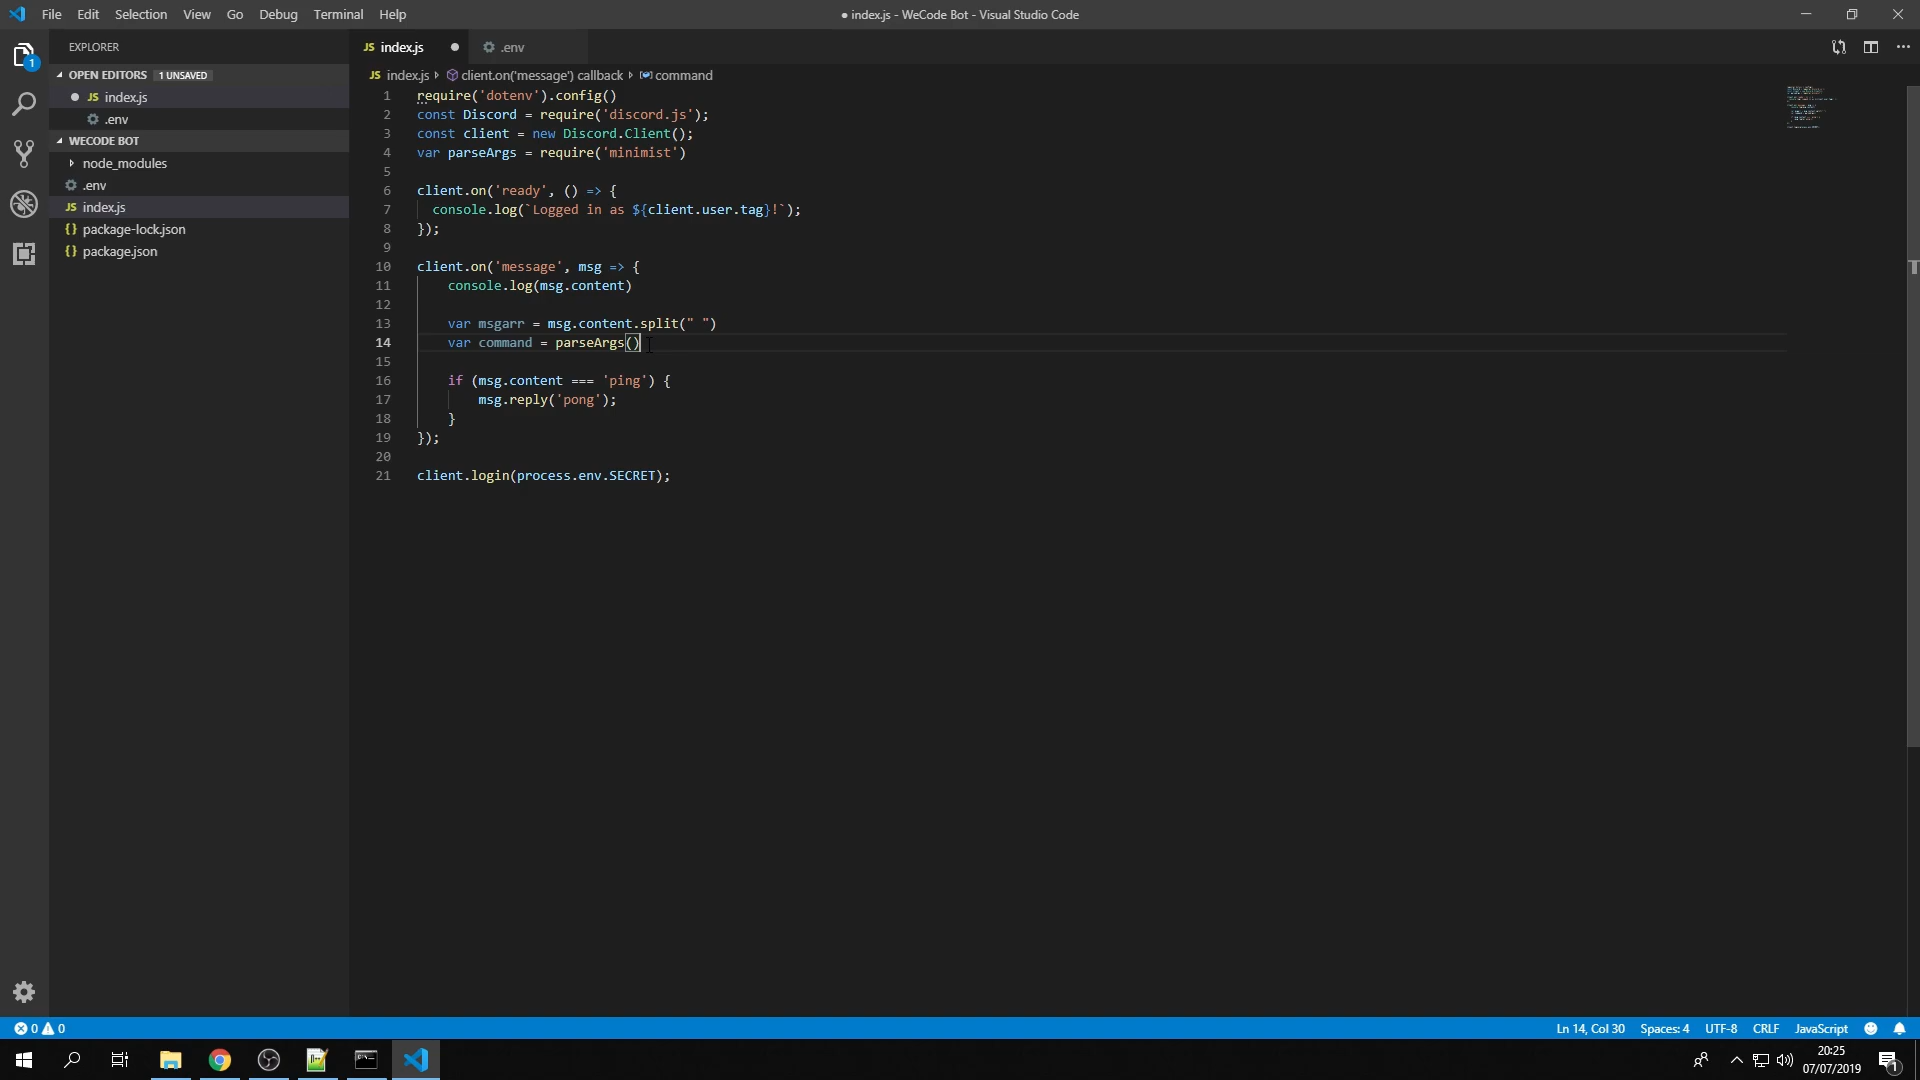 File Edit Selection View Go Debug Terminal Help
● index.js - WeCode Bot - Visual Studio Code
EXPLORER
OPEN EDITORS 1 UNSAVED
JS index.js
.env
WECODE BOT
node_modules
.env
JS index.js
{} package-lock.json
{} package.json
1
JS index.js
.env
JS index.js client.on('message') callback command
1 require('dotenv').config()
2 const Discord = require('discord.js');
3 const client = new Discord.Client();
4 var parseArgs = require('minimist')
5
6 client.on('ready', () => {
7 console.log(`Logged in as ${client.user.tag}!`);
8 });
9
10 client.on('message', msg => {
11 console.log(msg.content)
12
13 var msgarr = msg.content.split(" ")
14 var command = parseArgs()
15
16 if (msg.content === 'ping') {
17 msg.reply('pong');
18 }
19 });
20
21 client.login(process.env.SECRET);
0 0
Ln 14, Col 30 Spaces: 4 UTF-8 CRLF JavaScript
20:25
07/07/2019
1